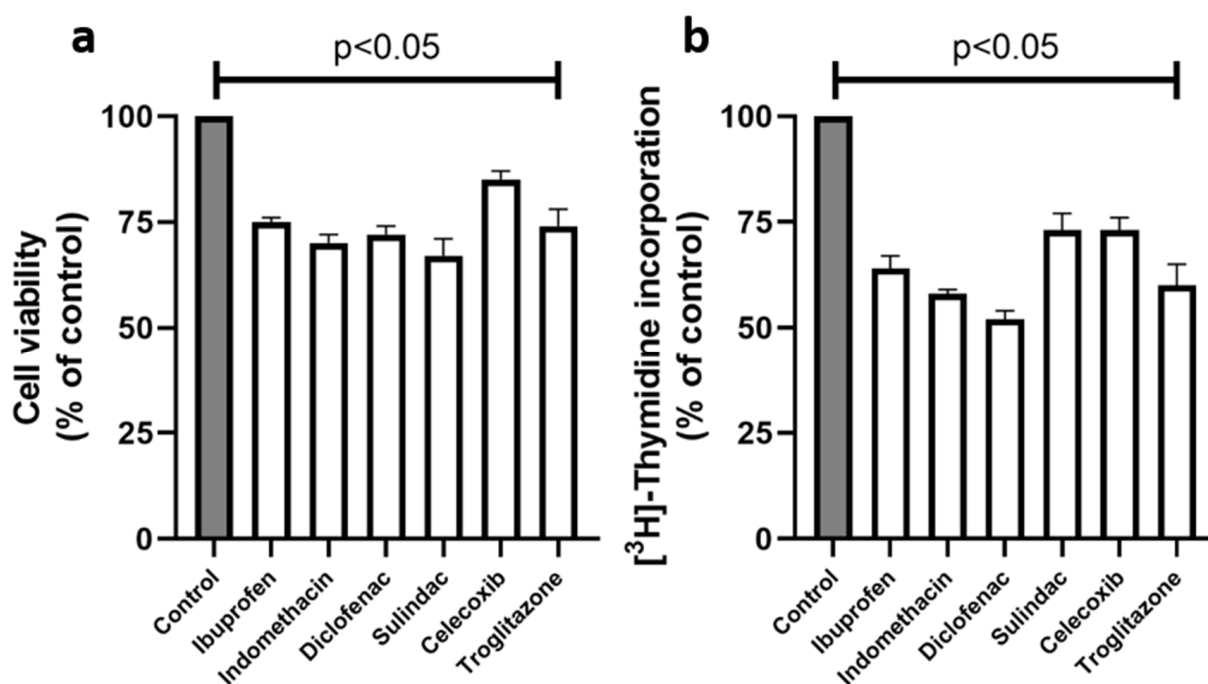 a
p<0.05
Cell viability
(% of control)
100
75
50
25
0
Control
Ibuprofen
Indomethacin
Diclofenac
Sulindac
Celecoxib
Troglitazone
b
p<0.05
[³H]-Thymidine incorporation
(% of control)
100
75
50
25
0
Control
Ibuprofen
Indomethacin
Diclofenac
Sulindac
Celecoxib
Troglitazone